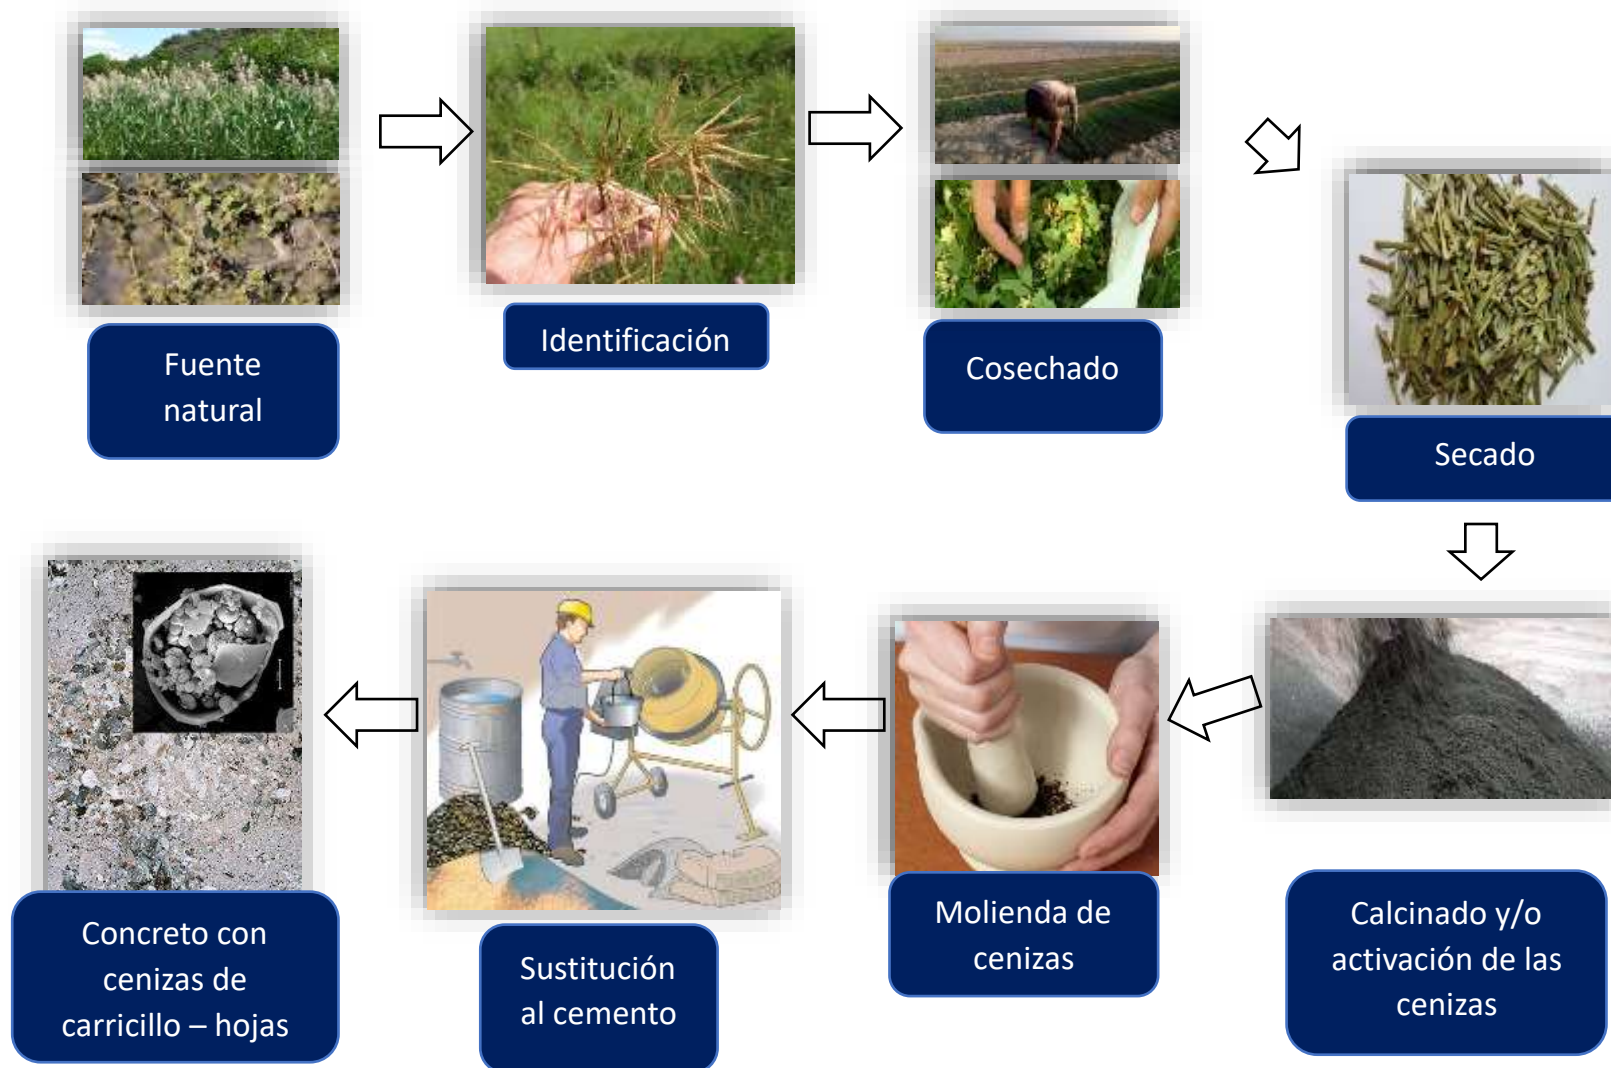 Fuente
natural
Identificación
Cosechado
Secado
Calcinado y/o
activación de las
cenizas
Molienda de
cenizas
Sustitución
al cemento
Concreto con
cenizas de
carricillo – hojas